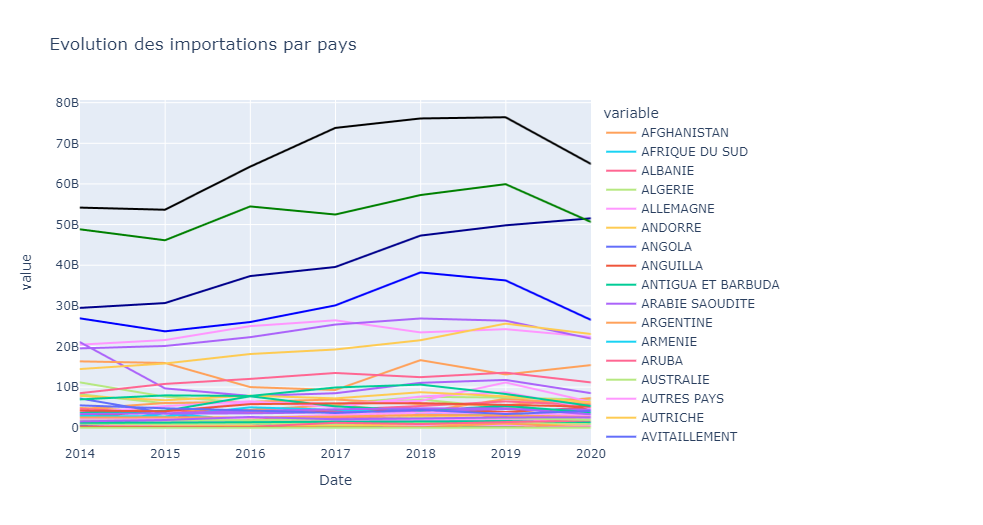 Evolution des importations par pays
variable
AFGHANISTAN
AFRIQUE DU SUD
ALBANIE
ALGERIE
ALLEMAGNE
ANDORRE
ANGOLA
ANGUILLA
ANTIGUA ET BARBUDA
ARABIE SAOUDITE
ARGENTINE
ARMENIE
ARUBA
AUSTRALIE
AUTRES PAYS
AUTRICHE
AVITAILLEMENT
80B
70B
60B
50B
40B
30B
20B
10B
0
value
2014 2015 2016 2017 2018 2019 2020
Date